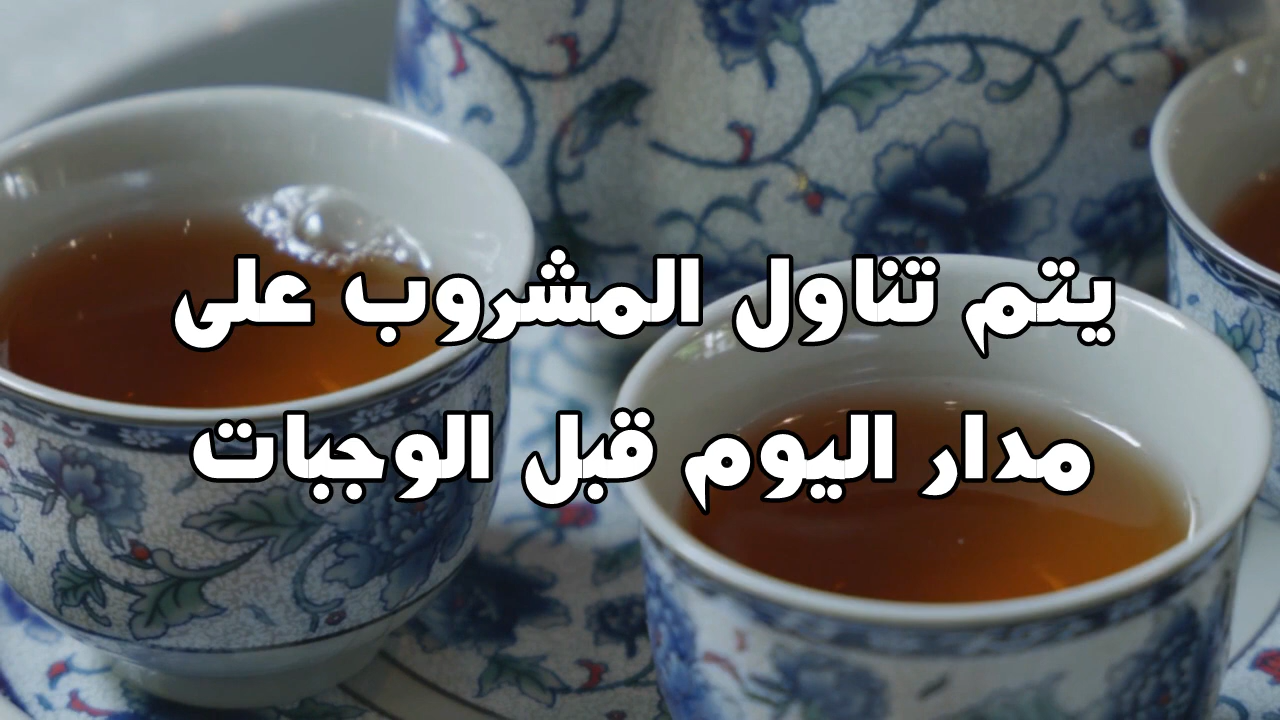 يتم تناول المشروب على
مدار اليوم قبل الوجبات